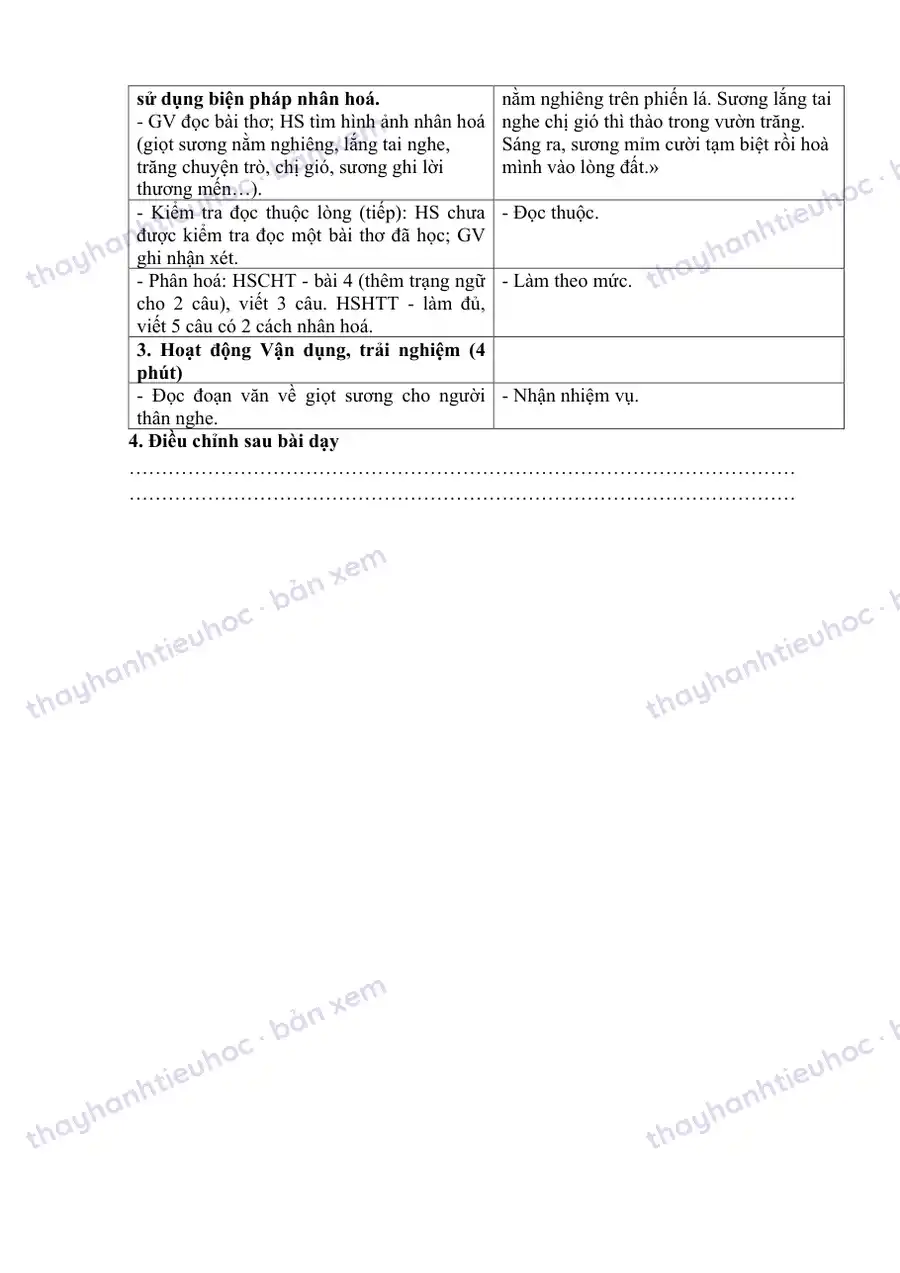 sử dụng biện pháp nhân hoá.
- GV đọc bài thơ; HS tìm hình ảnh nhân hoá
(giọt sương nằm nghiêng, lắng tai nghe,
trăng chuyện trò, chị gió, sương ghi lời
thương mến…).
nằm nghiêng trên phiến lá. Sương lắng tai
nghe chị gió thì thào trong vườn trăng.
Sáng ra, sương mỉm cười tạm biệt rồi hoà
mình vào lòng đất.»
- Kiểm tra đọc thuộc lòng (tiếp): HS chưa
được kiểm tra đọc một bài thơ đã học; GV
ghi nhận xét.
- Đọc thuộc.
- Phân hoá: HSCHT - bài 4 (thêm trạng ngữ
cho 2 câu), viết 3 câu. HSHTT - làm đủ,
viết 5 câu có 2 cách nhân hoá.
- Làm theo mức.
3. Hoạt động Vận dụng, trải nghiệm (4
phút)
- Đọc đoạn văn về giọt sương cho người
thân nghe.
- Nhận nhiệm vụ.
4. Điều chỉnh sau bài dạy
…………………………………………………………………………………………
…………………………………………………………………………………………
thayhanhtieuhoc · bản xem
thayhanhtieuhoc · b
thayhanhtieuhoc · bản xem
thayhanhtieuhoc · b
thayhanhtieuhoc · bản xem
thayhanhtieuhoc · b